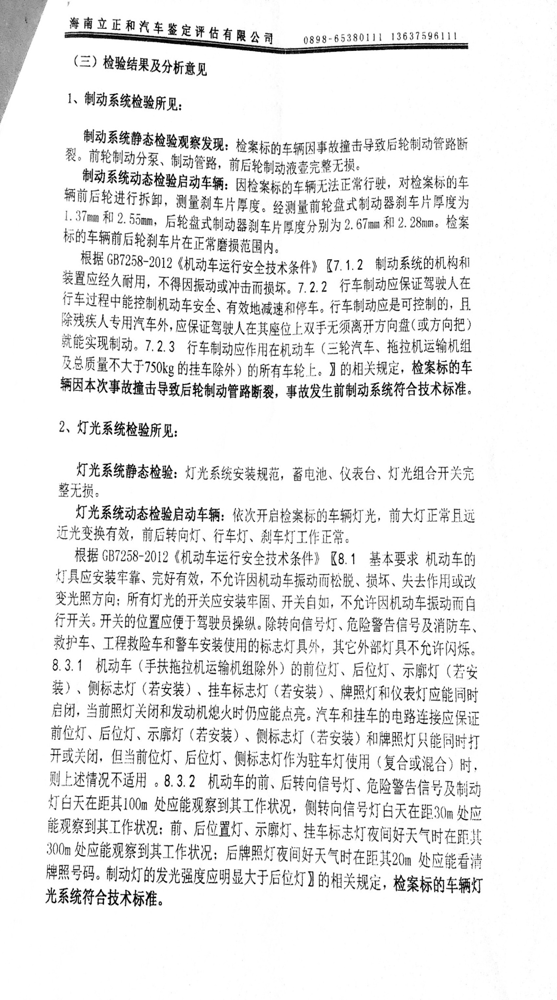 海南立正和汽车鉴定评估有限公司 0898-65380111 13637596111
（三）检验结果及分析意见
1、制动系统检验所见：
制动系统静态检验观察发现：检案标的车辆因事故撞击导致后轮制动管路断
裂。前轮制动分泵、制动管路，前后轮制动液壶完整无损。
制动系统动态检验启动车辆：因检案标的车辆无法正常行驶，对检案标的车
辆前后轮进行拆卸，测量刹车片厚度。经测量前轮盘式制动器刹车片厚度为
1.37mm 和 2.55mm，后轮盘式制动器刹车片厚度分别为 2.67mm 和 2.28mm。检案
标的车辆前后轮刹车片在正常磨损范围内。
根据 GB7258-2012《机动车运行安全技术条件》〖7.1.2 制动系统的机构和
装置应经久耐用，不得因振动或冲击而损坏。7.2.2 行车制动应保证驾驶人在
行车过程中能控制机动车安全、有效地减速和停车。行车制动应是可控制的，且
除残疾人专用汽车外，应保证驾驶人在其座位上双手无须离开方向盘（或方向把）
就能实现制动。7.2.3 行车制动应作用在机动车（三轮汽车、拖拉机运输机组
及总质量不大于750kg 的挂车除外）的所有车轮上。〗的相关规定，检案标的车
辆因本次事故撞击导致后轮制动管路断裂，事故发生前制动系统符合技术标准。
2、灯光系统检验所见：
灯光系统静态检验：灯光系统安装规范，蓄电池、仪表台、灯光组合开关完
整无损。
灯光系统动态检验启动车辆：依次开启检案标的车辆灯光，前大灯正常且远
近光变换有效，前后转向灯、行车灯、刹车灯工作正常。
根据 GB7258-2012《机动车运行安全技术条件》〖8.1 基本要求 机动车的
灯具应安装牢靠、完好有效，不允许因机动车振动而松脱、损坏、失去作用或改
变光照方向；所有灯光的开关应安装牢固、开关自如，不允许因机动车振动而自
行开关。开关的位置应便于驾驶员操纵。除转向信号灯、危险警告信号及消防车、
救护车、工程救险车和警车安装使用的标志灯具外，其它外部灯具不允许闪烁。
8.3.1 机动车（手扶拖拉机运输机组除外）的前位灯、后位灯、示廓灯（若安
装）、侧标志灯（若安装）、挂车标志灯（若安装）、牌照灯和仪表灯应能同时
启闭，当前照灯关闭和发动机熄火时仍应能点亮。汽车和挂车的电路连接应保证
前位灯、后位灯、示廓灯（若安装）、侧标志灯（若安装）和牌照灯只能同时打
开或关闭，但当前位灯、后位灯、侧标志灯作为驻车灯使用（复合或混合）时，
则上述情况不适用 。8.3.2 机动车的前、后转向信号灯、危险警告信号及制动
灯白天在距其100m 处应能观察到其工作状况，侧转向信号灯白天在距30m 处应
能观察到其工作状况；前、后位置灯、示廓灯、挂车标志灯夜间好天气时在距其
300m 处应能观察到其工作状况；后牌照灯夜间好天气时在距其20m 处应能看清
牌照号码。制动灯的发光强度应明显大于后位灯〗的相关规定，检案标的车辆灯
光系统符合技术标准。